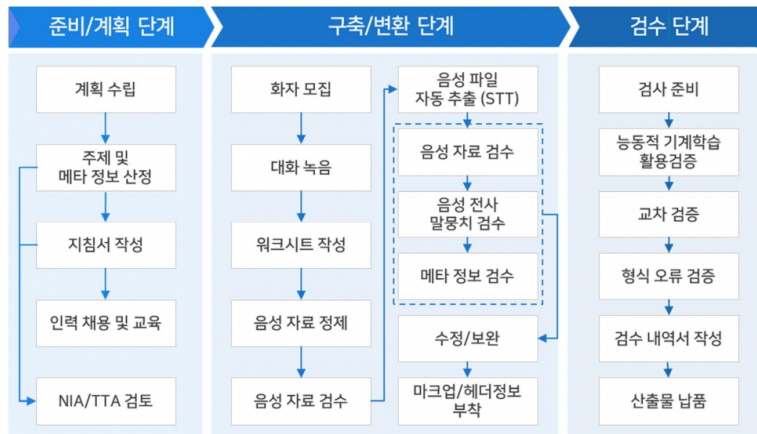 준비/계획 단계
계획 수립
주제 및
메타 정보 산정
지침서 작성
인력 채용 및 교육
NIA/TTA 검토
구축/변환 단계
화자 모집
대화 녹음
워크시트 작성
음성 자료 정제
음성 자료 검수
음성 파일
자동 추출 (STT)
음성 자료 검수
음성 전사
말뭉치 검수
메타 정보 검수
수정/보완
마크업/헤더정보
부착
검수 단계
검사 준비
능동적 기계학습
활용검증
교차 검증
형식 오류 검증
검수 내역서 작성
산출물 납품